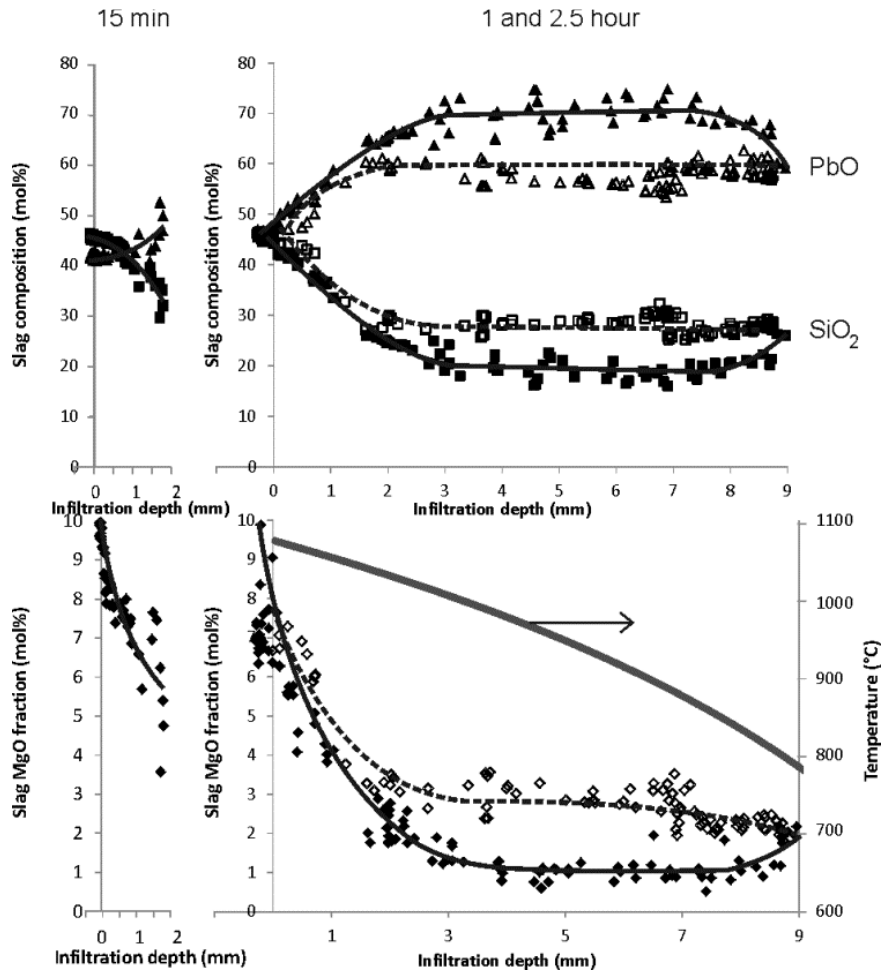 15 min
1 and 2.5 hour
Slag composition (mol%)
80
70
60
50
40
30
20
10
0
0 1 2
Infiltration depth (mm)
Slag composition (mol%)
80
70
60
50
40
30
20
10
0
0 1 2 3 4 5 6 7 8 9
Infiltration depth (mm)
PbO
SiO2
Slag MgO fraction (mol%)
10
9
8
7
6
5
4
3
2
1
0
0 1 2
Infiltration depth (mm)
Slag MgO fraction (mol%)
10
9
8
7
6
5
4
3
2
1
0
1 3 5 7 9
Infiltration depth (mm)
1100
1000
900
800
700
600
Temperature (°C)